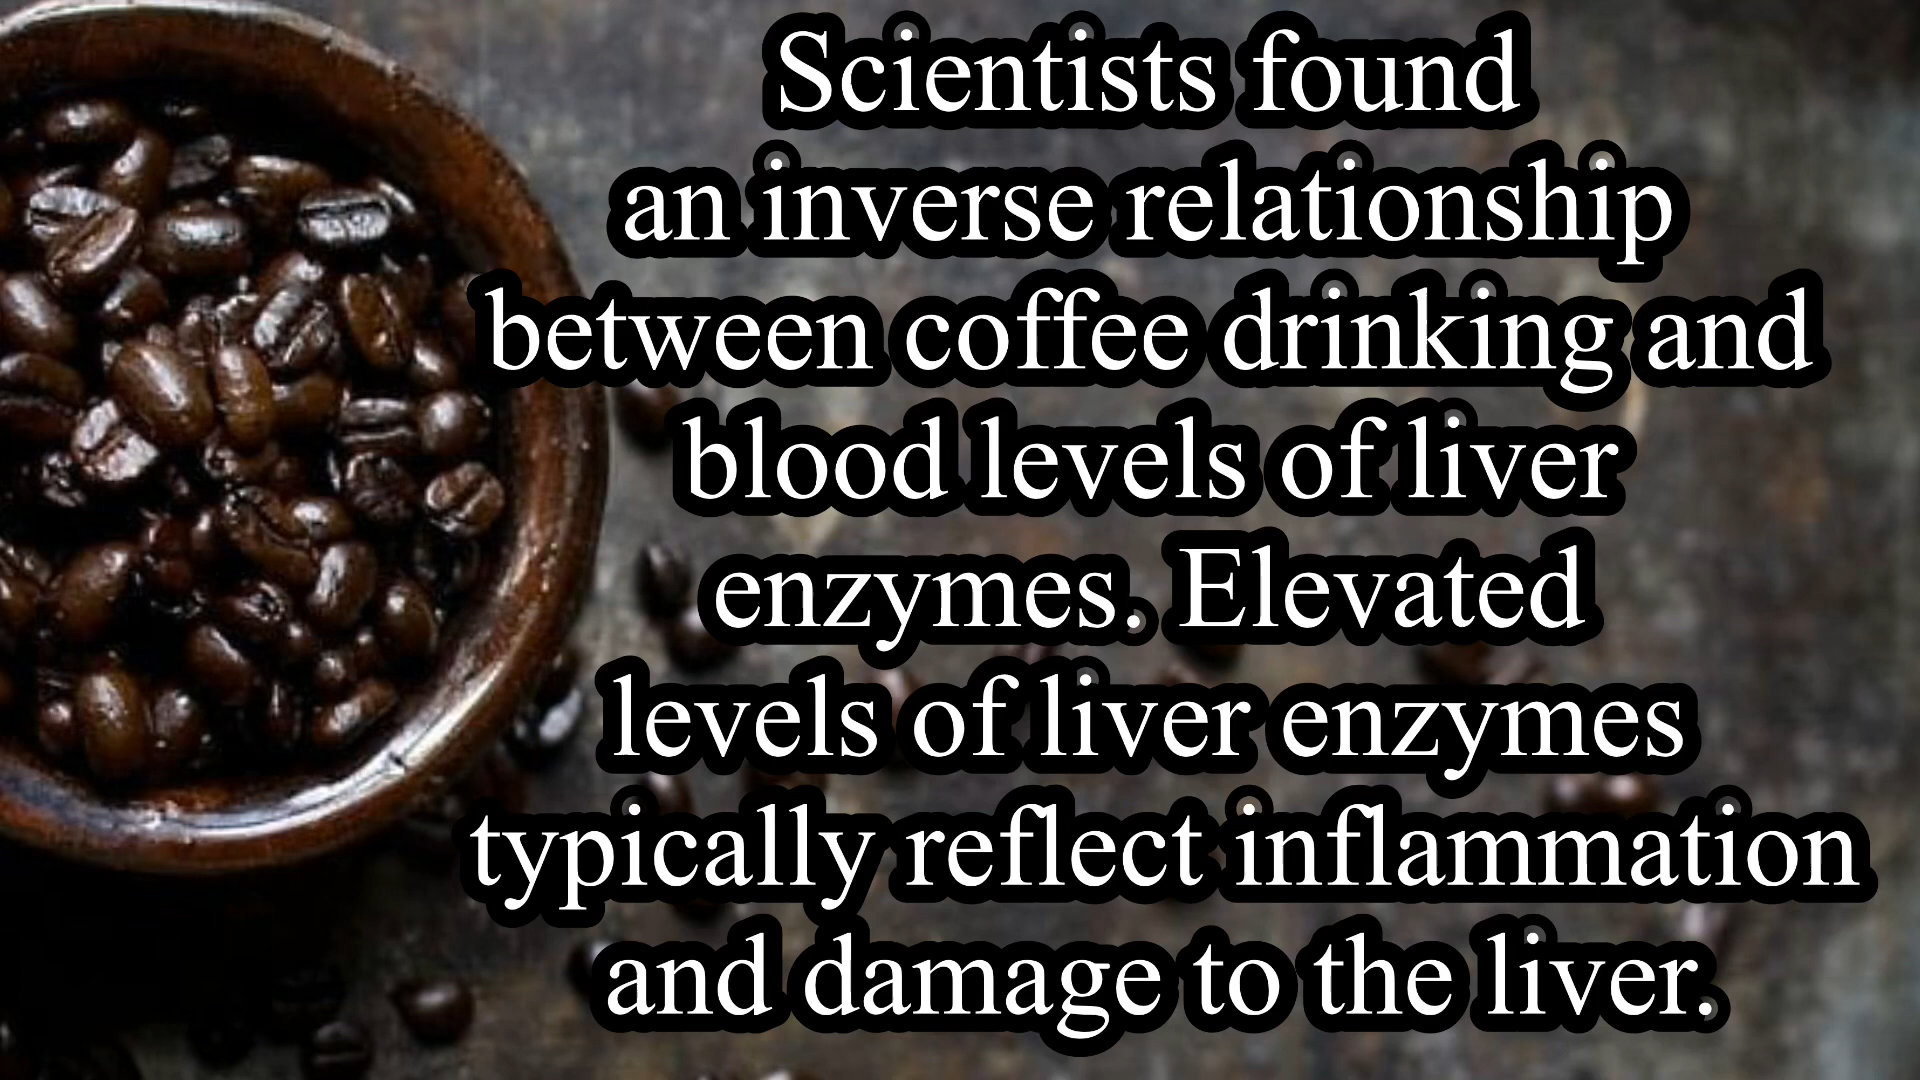 Scientists found
an inverse relationship
between coffee drinking and
blood levels of liver
enzymes. Elevated
levels of liver enzymes
typically reflect inflammation
and damage to the liver.